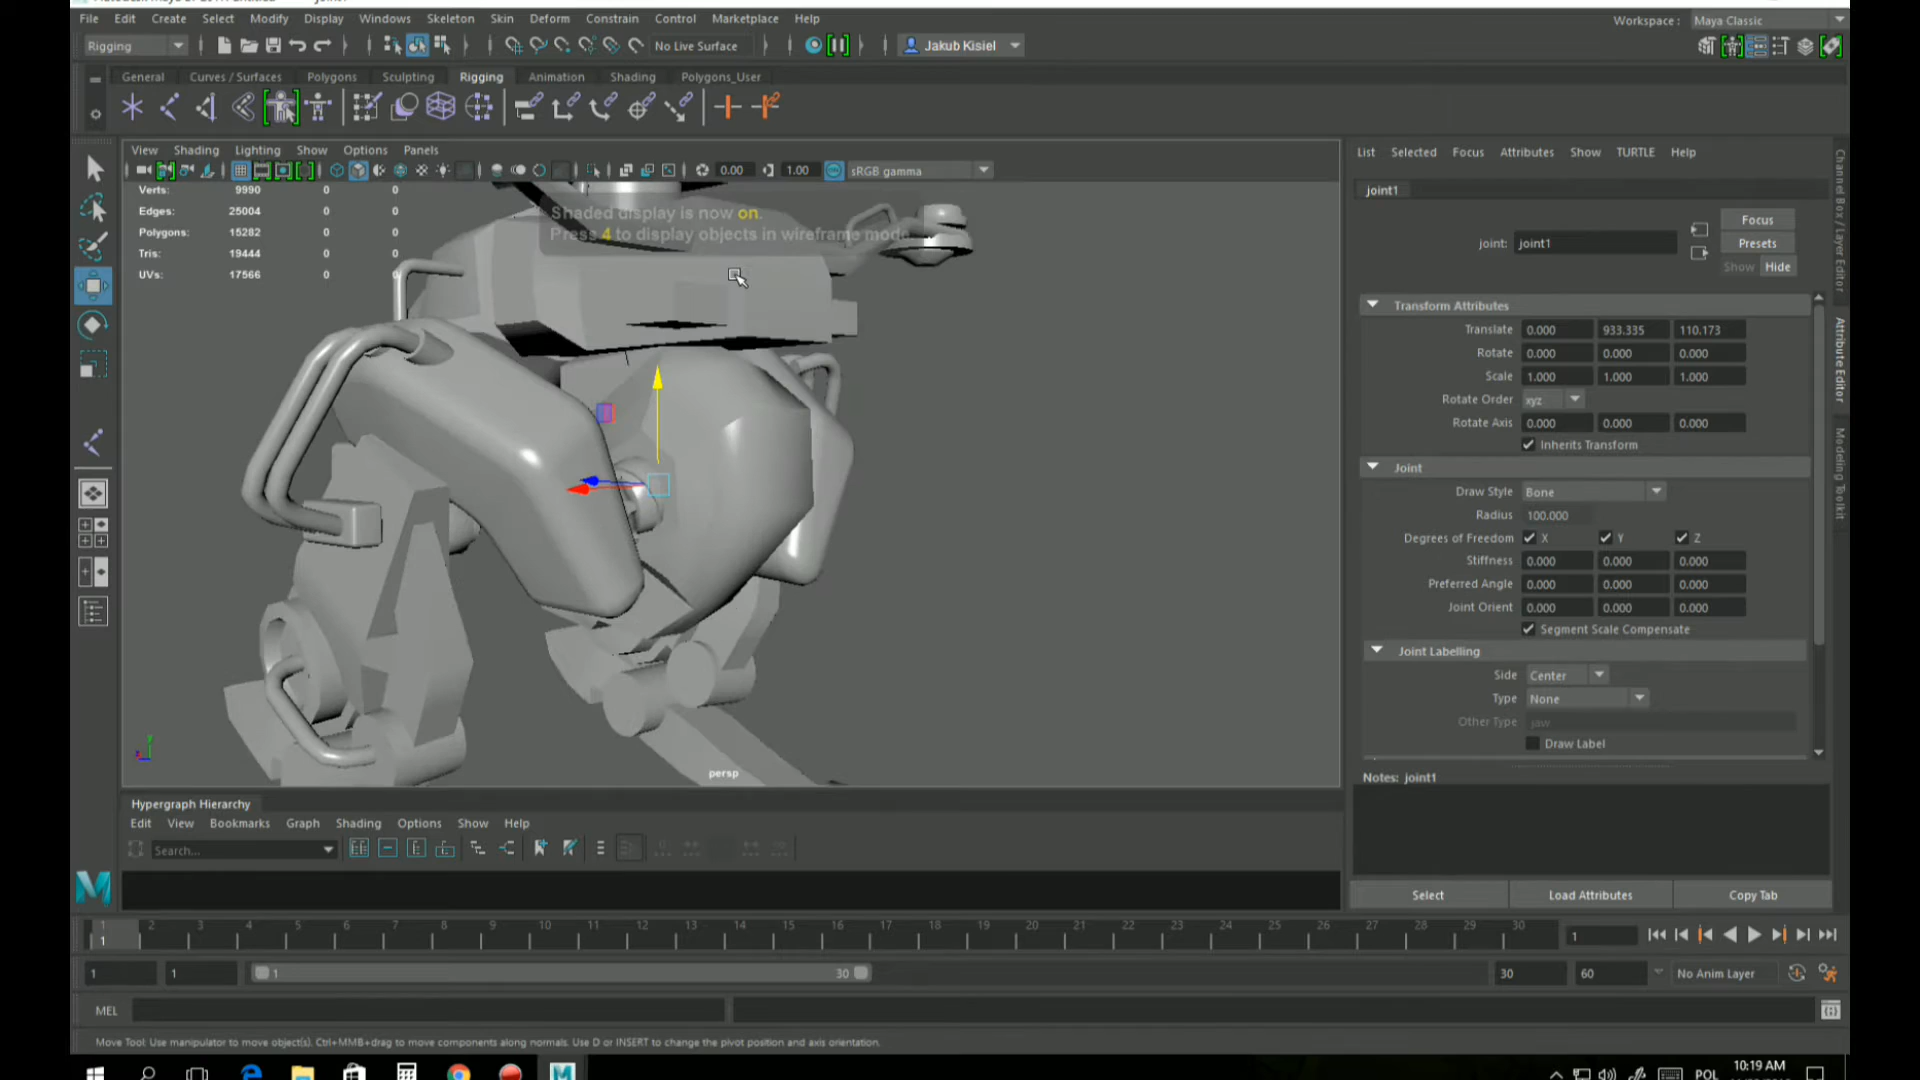 File Edit Create Select Modify Display Windows Skeleton Skin Deform Constrain Control Marketplace Help Workspace : Maya Classic
Rigging No Live Surface Jakub Kisiel
General Curves / Surfaces Polygons Sculpting Rigging Animation Shading Polygons_User
View Shading Lighting Show Options Panels
0.00 1.00 sRGB gamma
Verts: 9990 0 0
Edges: 25004 0 0
Polygons: 15282 0 0
Tris: 19444 0 0
UVs: 17566 0 0
Shaded display is now on.
Press 4 to display objects in wireframe mode
persp
List Selected Focus Attributes Show TURTLE Help
joint1
Focus
joint: joint1 Presets
Show Hide
Transform Attributes
Translate 0.000 933.335 110.173
Rotate 0.000 0.000 0.000
Scale 1.000 1.000 1.000
Rotate Order xyz
Rotate Axis 0.000 0.000 0.000
Inherits Transform
Joint
Draw Style Bone
Radius 100.000
Degrees of Freedom X Y Z
Stiffness 0.000 0.000 0.000
Preferred Angle 0.000 0.000 0.000
Joint Orient 0.000 0.000 0.000
Segment Scale Compensate
Joint Labelling
Side Center
Type None
Other Type jaw
Draw Label
Notes: joint1
Select Load Attributes Copy Tab
Channel Box / Layer Editor
Attribute Editor
Modeling Toolkit
Hypergraph Hierarchy
Edit View Bookmarks Graph Shading Options Show Help
Search...
1 2 3 4 5 6 7 8 9 10 11 12 13 14 15 16 17 18 19 20 21 22 23 24 25 26 27 28 29 30
1 1
1 1 1 30 30 60 No Anim Layer
MEL
Move Tool: Use manipulator to move object(s). Ctrl+MMB+drag to move components along normals. Use D or INSERT to change the pivot position and axis orientation.
POL 10:19 AM